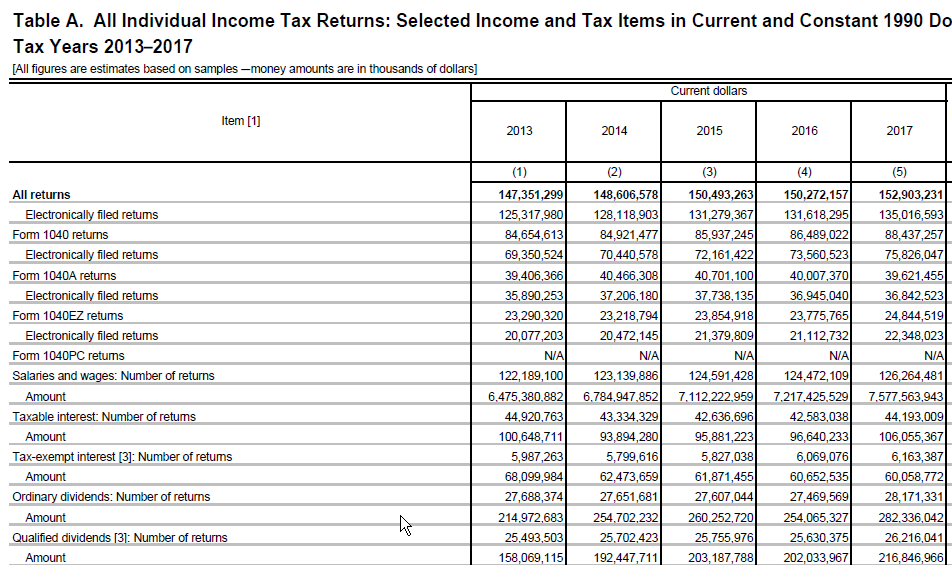 Table A. All Individual Income Tax Returns: Selected Income and Tax Items in Current and Constant 1990 Do
Tax Years 2013–2017
[All figures are estimates based on samples —money amounts are in thousands of dollars]
Item [1] Current dollars
2013 2014 2015 2016 2017
(1) (2) (3) (4) (5)
All returns 147,351,299 148,606,578 150,493,263 150,272,157 152,903,231
Electronically filed returns 125,317,980 128,118,903 131,279,367 131,618,295 135,016,593
Form 1040 returns 84,654,613 84,921,477 85,937,245 86,489,022 88,437,257
Electronically filed returns 69,350,524 70,440,578 72,161,422 73,560,523 75,826,047
Form 1040A returns 39,406,366 40,466,308 40,701,100 40,007,370 39,621,455
Electronically filed returns 35,890,253 37,206,180 37,738,135 36,945,040 36,842,523
Form 1040EZ returns 23,290,320 23,218,794 23,854,918 23,775,765 24,844,519
Electronically filed returns 20,077,203 20,472,145 21,379,809 21,112,732 22,348,023
Form 1040PC returns N/A N/A N/A N/A N/A
Salaries and wages: Number of returns 122,189,100 123,139,886 124,591,428 124,472,109 126,264,481
Amount 6,475,380,882 6,784,947,852 7,112,222,959 7,217,425,529 7,577,563,943
Taxable interest: Number of returns 44,920,763 43,334,329 42,636,696 42,583,038 44,193,009
Amount 100,648,711 93,894,280 95,881,223 96,640,233 106,055,367
Tax-exempt interest [3]: Number of returns 5,987,263 5,799,616 5,827,038 6,069,076 6,163,387
Amount 68,099,984 62,473,659 61,871,455 60,652,535 60,058,772
Ordinary dividends: Number of returns 27,688,374 27,651,681 27,607,044 27,469,569 28,171,331
Amount 214,972,683 254,702,232 260,252,720 254,065,327 282,336,042
Qualified dividends [3]: Number of returns 25,493,503 25,702,423 25,755,976 25,630,375 26,216,041
Amount 158,069,115 192,447,711 203,187,788 202,033,967 216,846,966